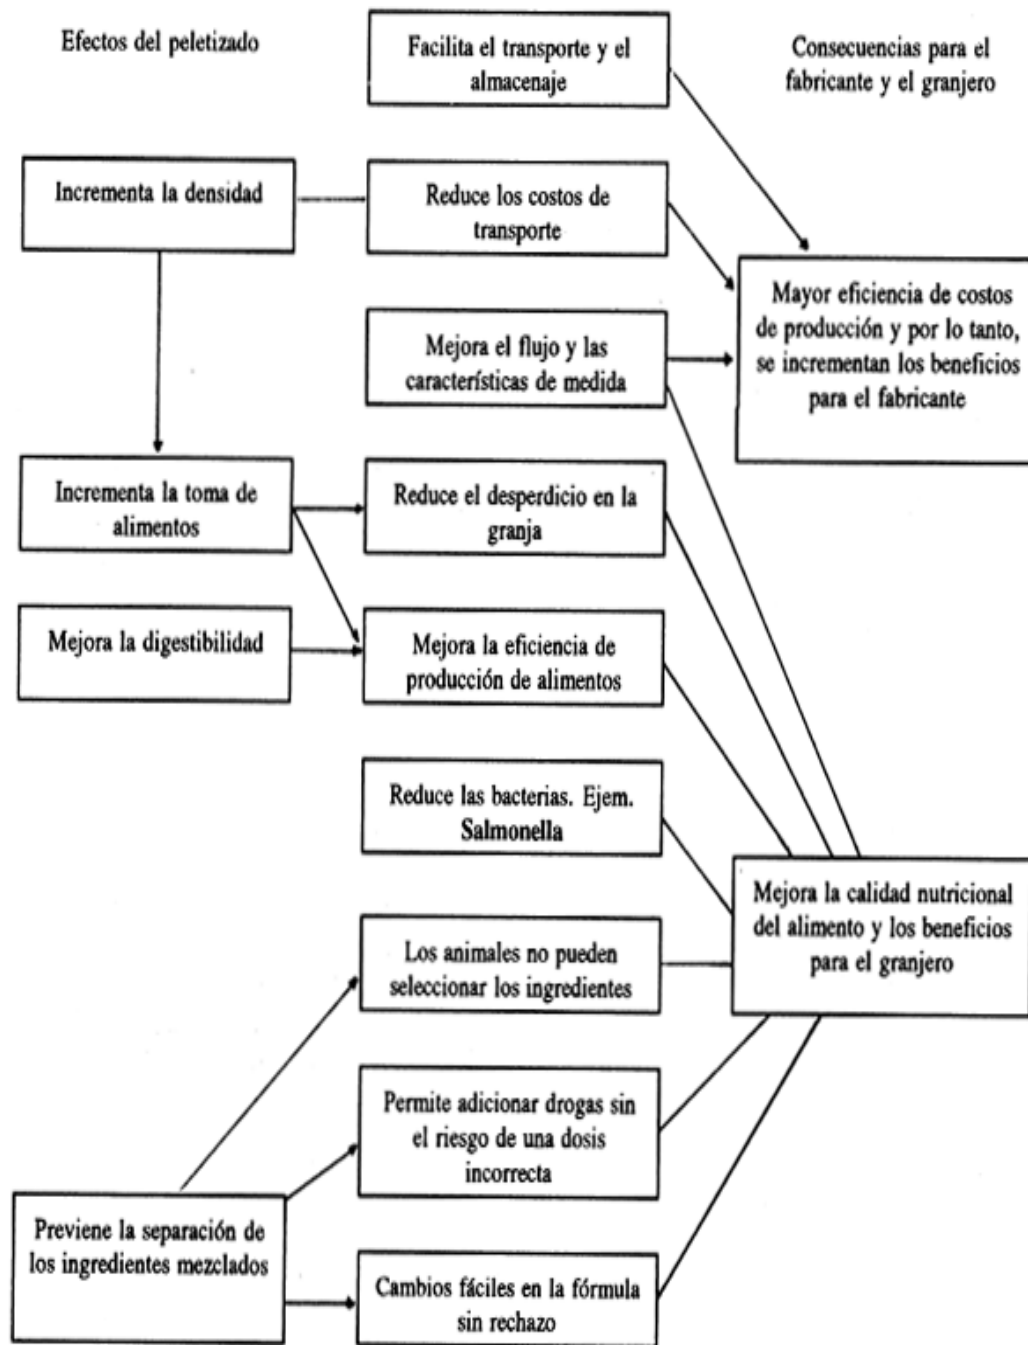 Efectos del peletizado
Facilita el transporte y el
almacenaje
Consecuencias para el
fabricante y el granjero
Incrementa la densidad
Reduce los costos de
transporte
Mayor eficiencia de costos
de producción y por lo tanto,
se incrementan los beneficios
para el fabricante
Mejora el flujo y las
características de medida
Incrementa la toma de
alimentos
Reduce el desperdicio en la
granja
Mejora la digestibilidad
Mejora la eficiencia de
producción de alimentos
Reduce las bacterias. Ejem.
Salmonella
Mejora la calidad nutricional
del alimento y los beneficios
para el granjero
Los animales no pueden
seleccionar los ingredientes
Permite adicionar drogas sin
el riesgo de una dosis
incorrecta
Previene la separación de
los ingredientes mezclados
Cambios fáciles en la fórmula
sin rechazo